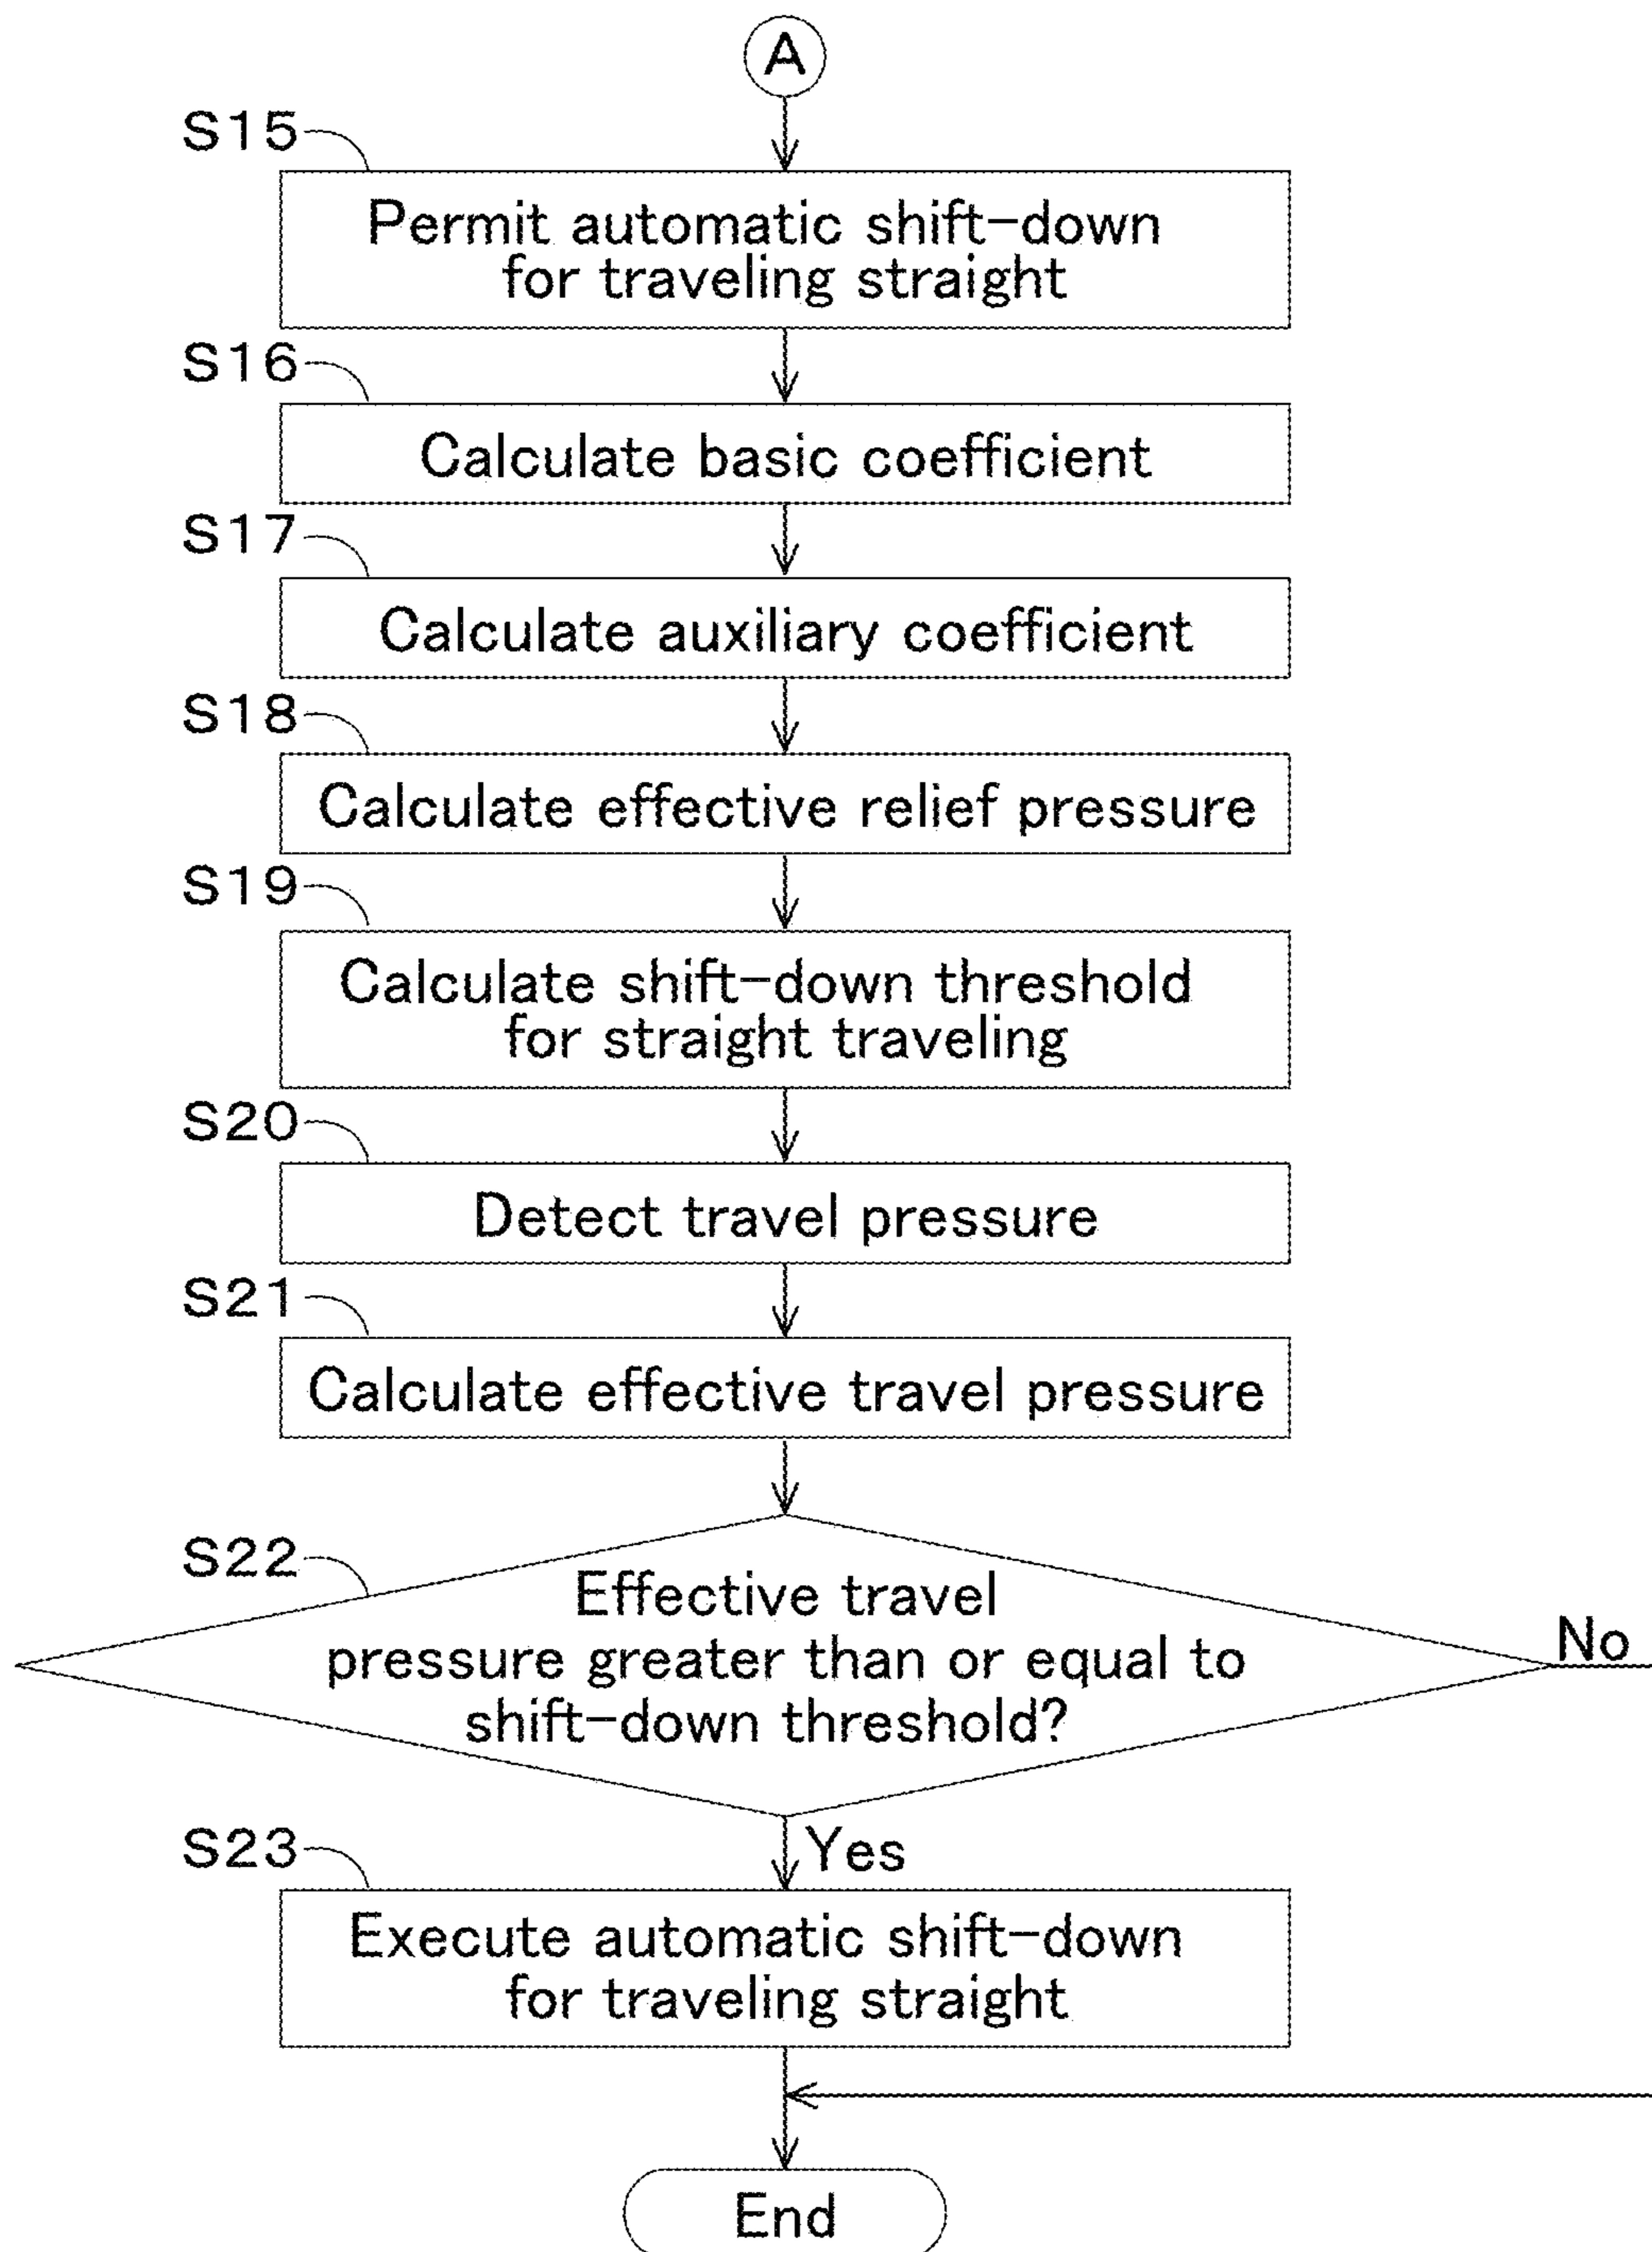 A
S15
Permit automatic shift-down
for traveling straight
S16
Calculate basic coefficient
S17
Calculate auxiliary coefficient
S18
Calculate effective relief pressure
S19
Calculate shift-down threshold
for straight traveling
S20
Detect travel pressure
S21
Calculate effective travel pressure
S22
Effective travel
pressure greater than or equal to
shift-down threshold?
No
Yes
S23
Execute automatic shift-down
for traveling straight
End